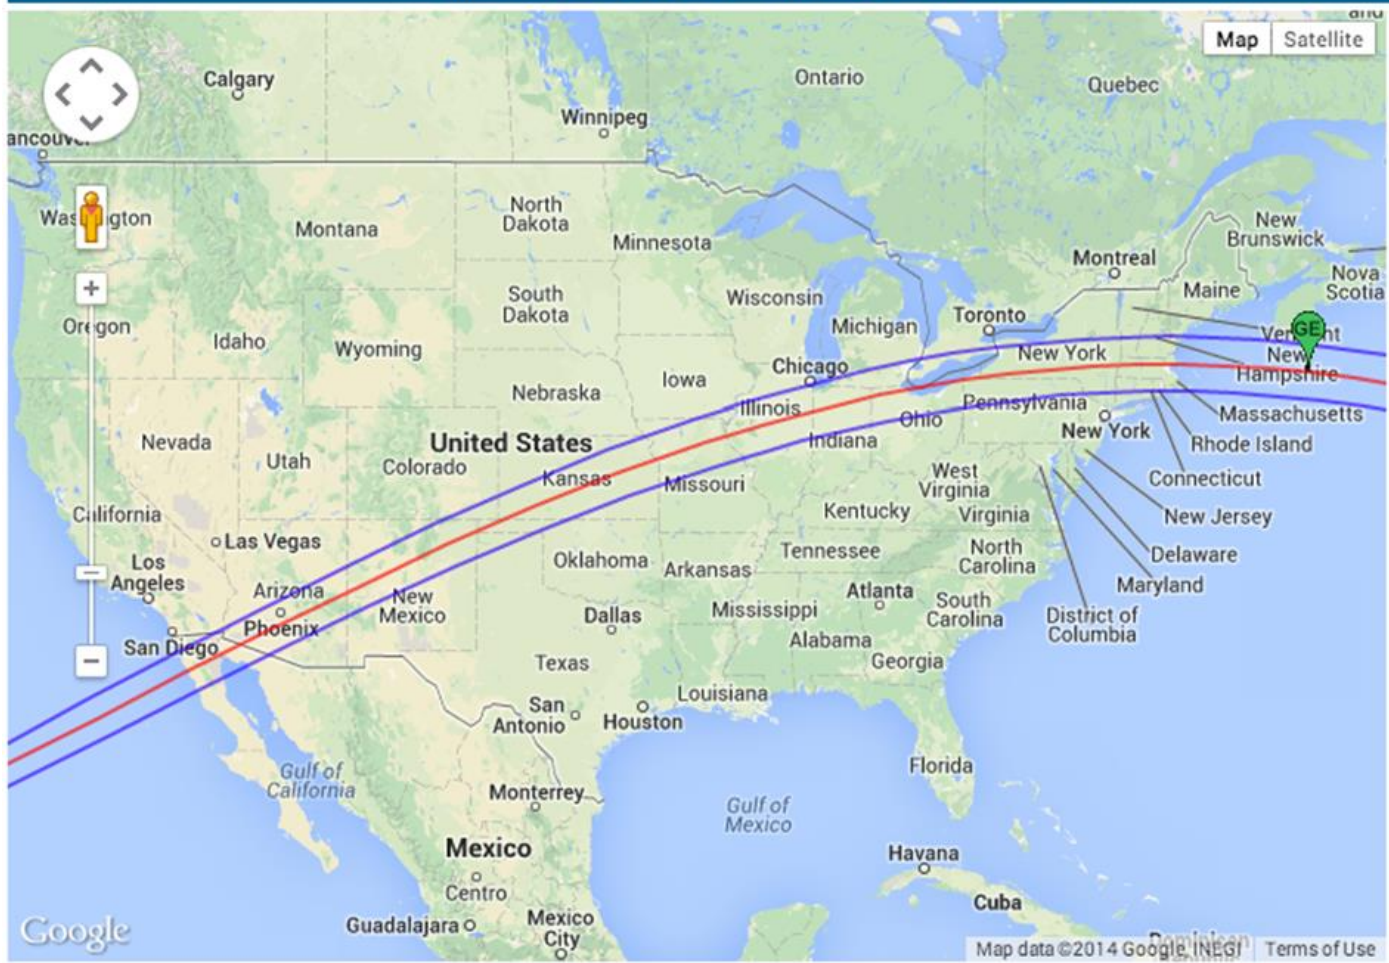 and
Map
Satellite
Calgary
Ontario
Quebec
Winnipeg
ancouver
Washington
North
Dakota
Montana
Minnesota
New
Brunswick
Montreal
Nova
Scotia
Maine
South
Dakota
Wisconsin
Michigan
Toronto
Oregon
Idaho
Wyoming
GE
Vermont
New York
New
Hampshire
Chicago
Iowa
Nebraska
Illinois
Pennsylvania
Massachusetts
Ohio
New York
Nevada
United States
Indiana
Rhode Island
Utah
Colorado
Kansas
Missouri
West
Virginia
Connecticut
California
Kentucky
Virginia
New Jersey
Las Vegas
Tennessee
North
Carolina
Delaware
Los
Angeles
Oklahoma
Arkansas
Maryland
Arizona
New
Mexico
Atlanta
South
Carolina
Dallas
Mississippi
District of
Columbia
Phoenix
San Diego
Alabama
Texas
Georgia
Louisiana
San
Antonio
Houston
Florida
Gulf of
California
Monterrey
Gulf of
Mexico
Mexico
Havana
Centro
Cuba
Guadalajara
Mexico
City
Google
Dominican
Map data ©2014 Google, INEGI
Terms of Use